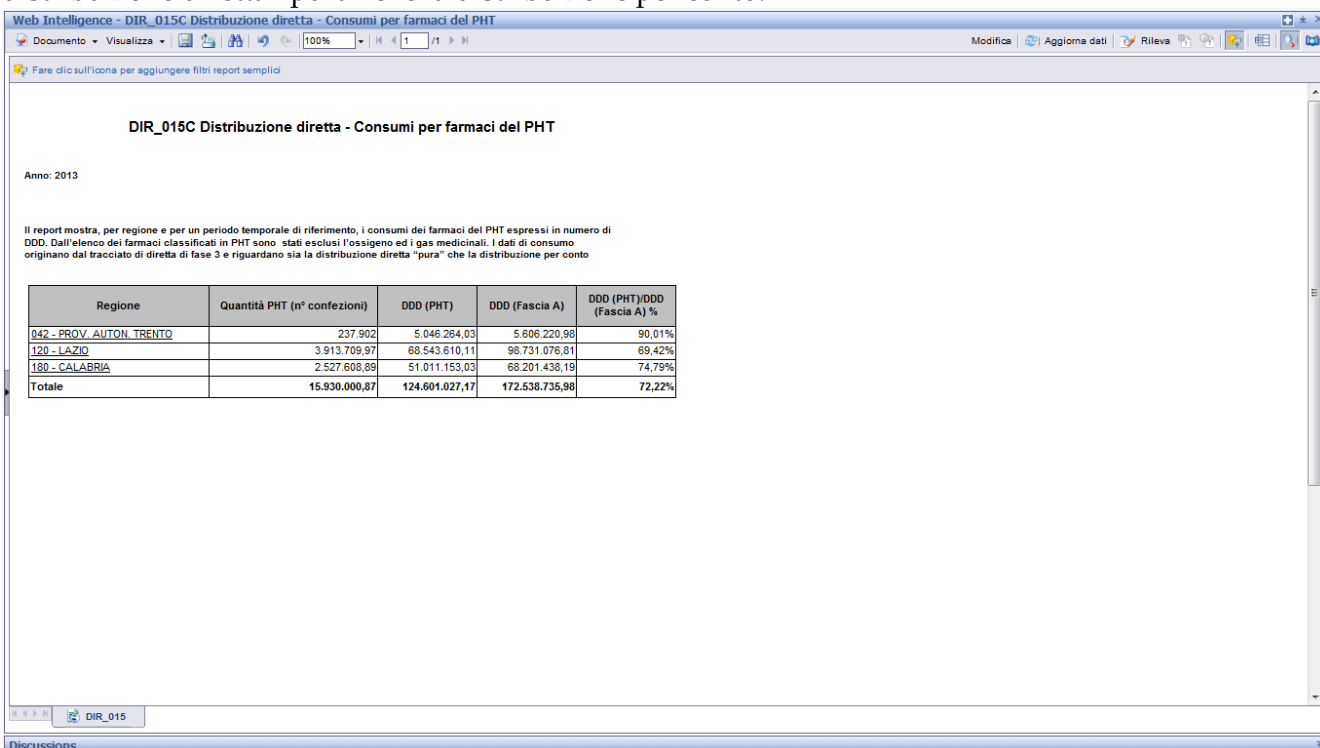 Web Intelligence - DIR_015C Distribuzione diretta - Consumi per farmaci del PHT
Documento Visualizza 100% 1 /1 Modifica Aggiorna dati Rileva
Fare clic sull'icona per aggiungere filtri report semplici
DIR_015C Distribuzione diretta - Consumi per farmaci del PHT
Anno: 2013
Il report mostra, per regione e per un periodo temporale di riferimento, i consumi dei farmaci del PHT espressi in numero di
DDD. Dall'elenco dei farmaci classificati in PHT sono stati esclusi l'ossigeno ed i gas medicinali. I dati di consumo
originano dal tracciato di diretta di fase 3 e riguardano sia la distribuzione diretta "pura" che la distribuzione per conto
Regione Quantità PHT (nº confezioni) DDD (PHT) DDD (Fascia A) DDD (PHT)/DDD (Fascia A) %
042 - PROV. AUTON. TRENTO 237.902 5.046.264,03 5.606.220,98 90,01%
120 - LAZIO 3.913.709,97 68.543.610,11 98.731.076,81 69,42%
180 - CALABRIA 2.527.608,89 51.011.153,03 68.201.438,19 74,79%
Totale 15.930.000,87 124.601.027,17 172.538.735,98 72,22%
DIR_015
Discussions